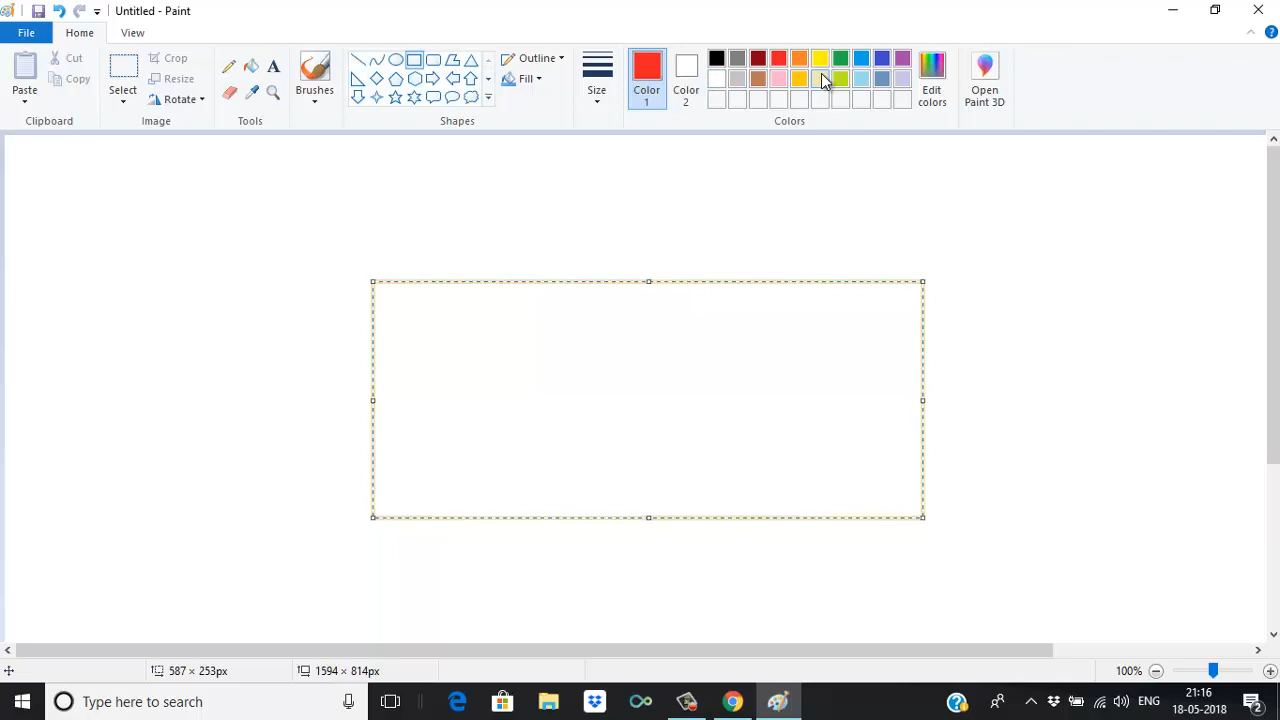 Untitled - Paint
File
Home
View
Paste
Cut
Copy
Clipboard
Select
Crop
Resize
Rotate
Image
A
Tools
Brushes
Outline
Fill
Shapes
Size
Color
1
Color
2
Colors
Edit
colors
Open
Paint 3D
587 × 253px
1594 × 814px
100%
Type here to search
ENG
21:16
18-05-2018
2